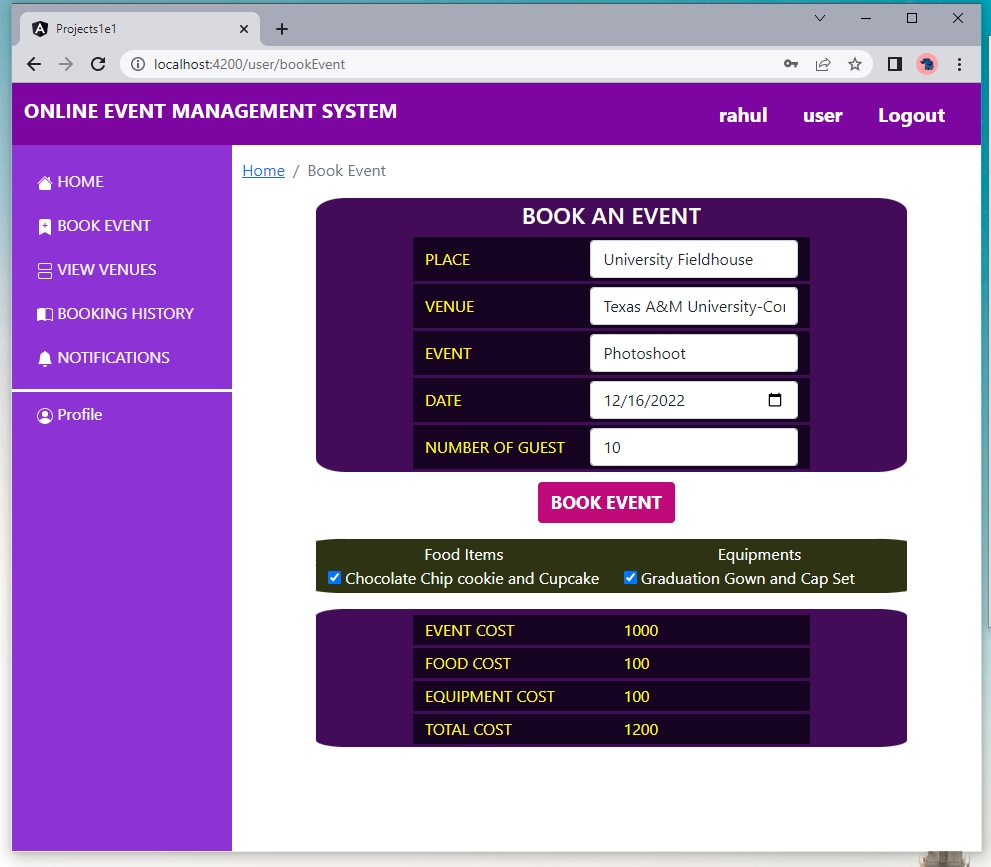 Projects1e1
localhost:4200/user/bookEvent
ONLINE EVENT MANAGEMENT SYSTEM
rahul user Logout
HOME
BOOK EVENT
VIEW VENUES
BOOKING HISTORY
NOTIFICATIONS
Profile
Home / Book Event
BOOK AN EVENT
PLACE University Fieldhouse
VENUE Texas A&M University-Cor
EVENT Photoshoot
DATE 12/16/2022
NUMBER OF GUEST 10
BOOK EVENT
Food Items Equipments
Chocolate Chip cookie and Cupcake Graduation Gown and Cap Set
EVENT COST 1000
FOOD COST 100
EQUIPMENT COST 100
TOTAL COST 1200